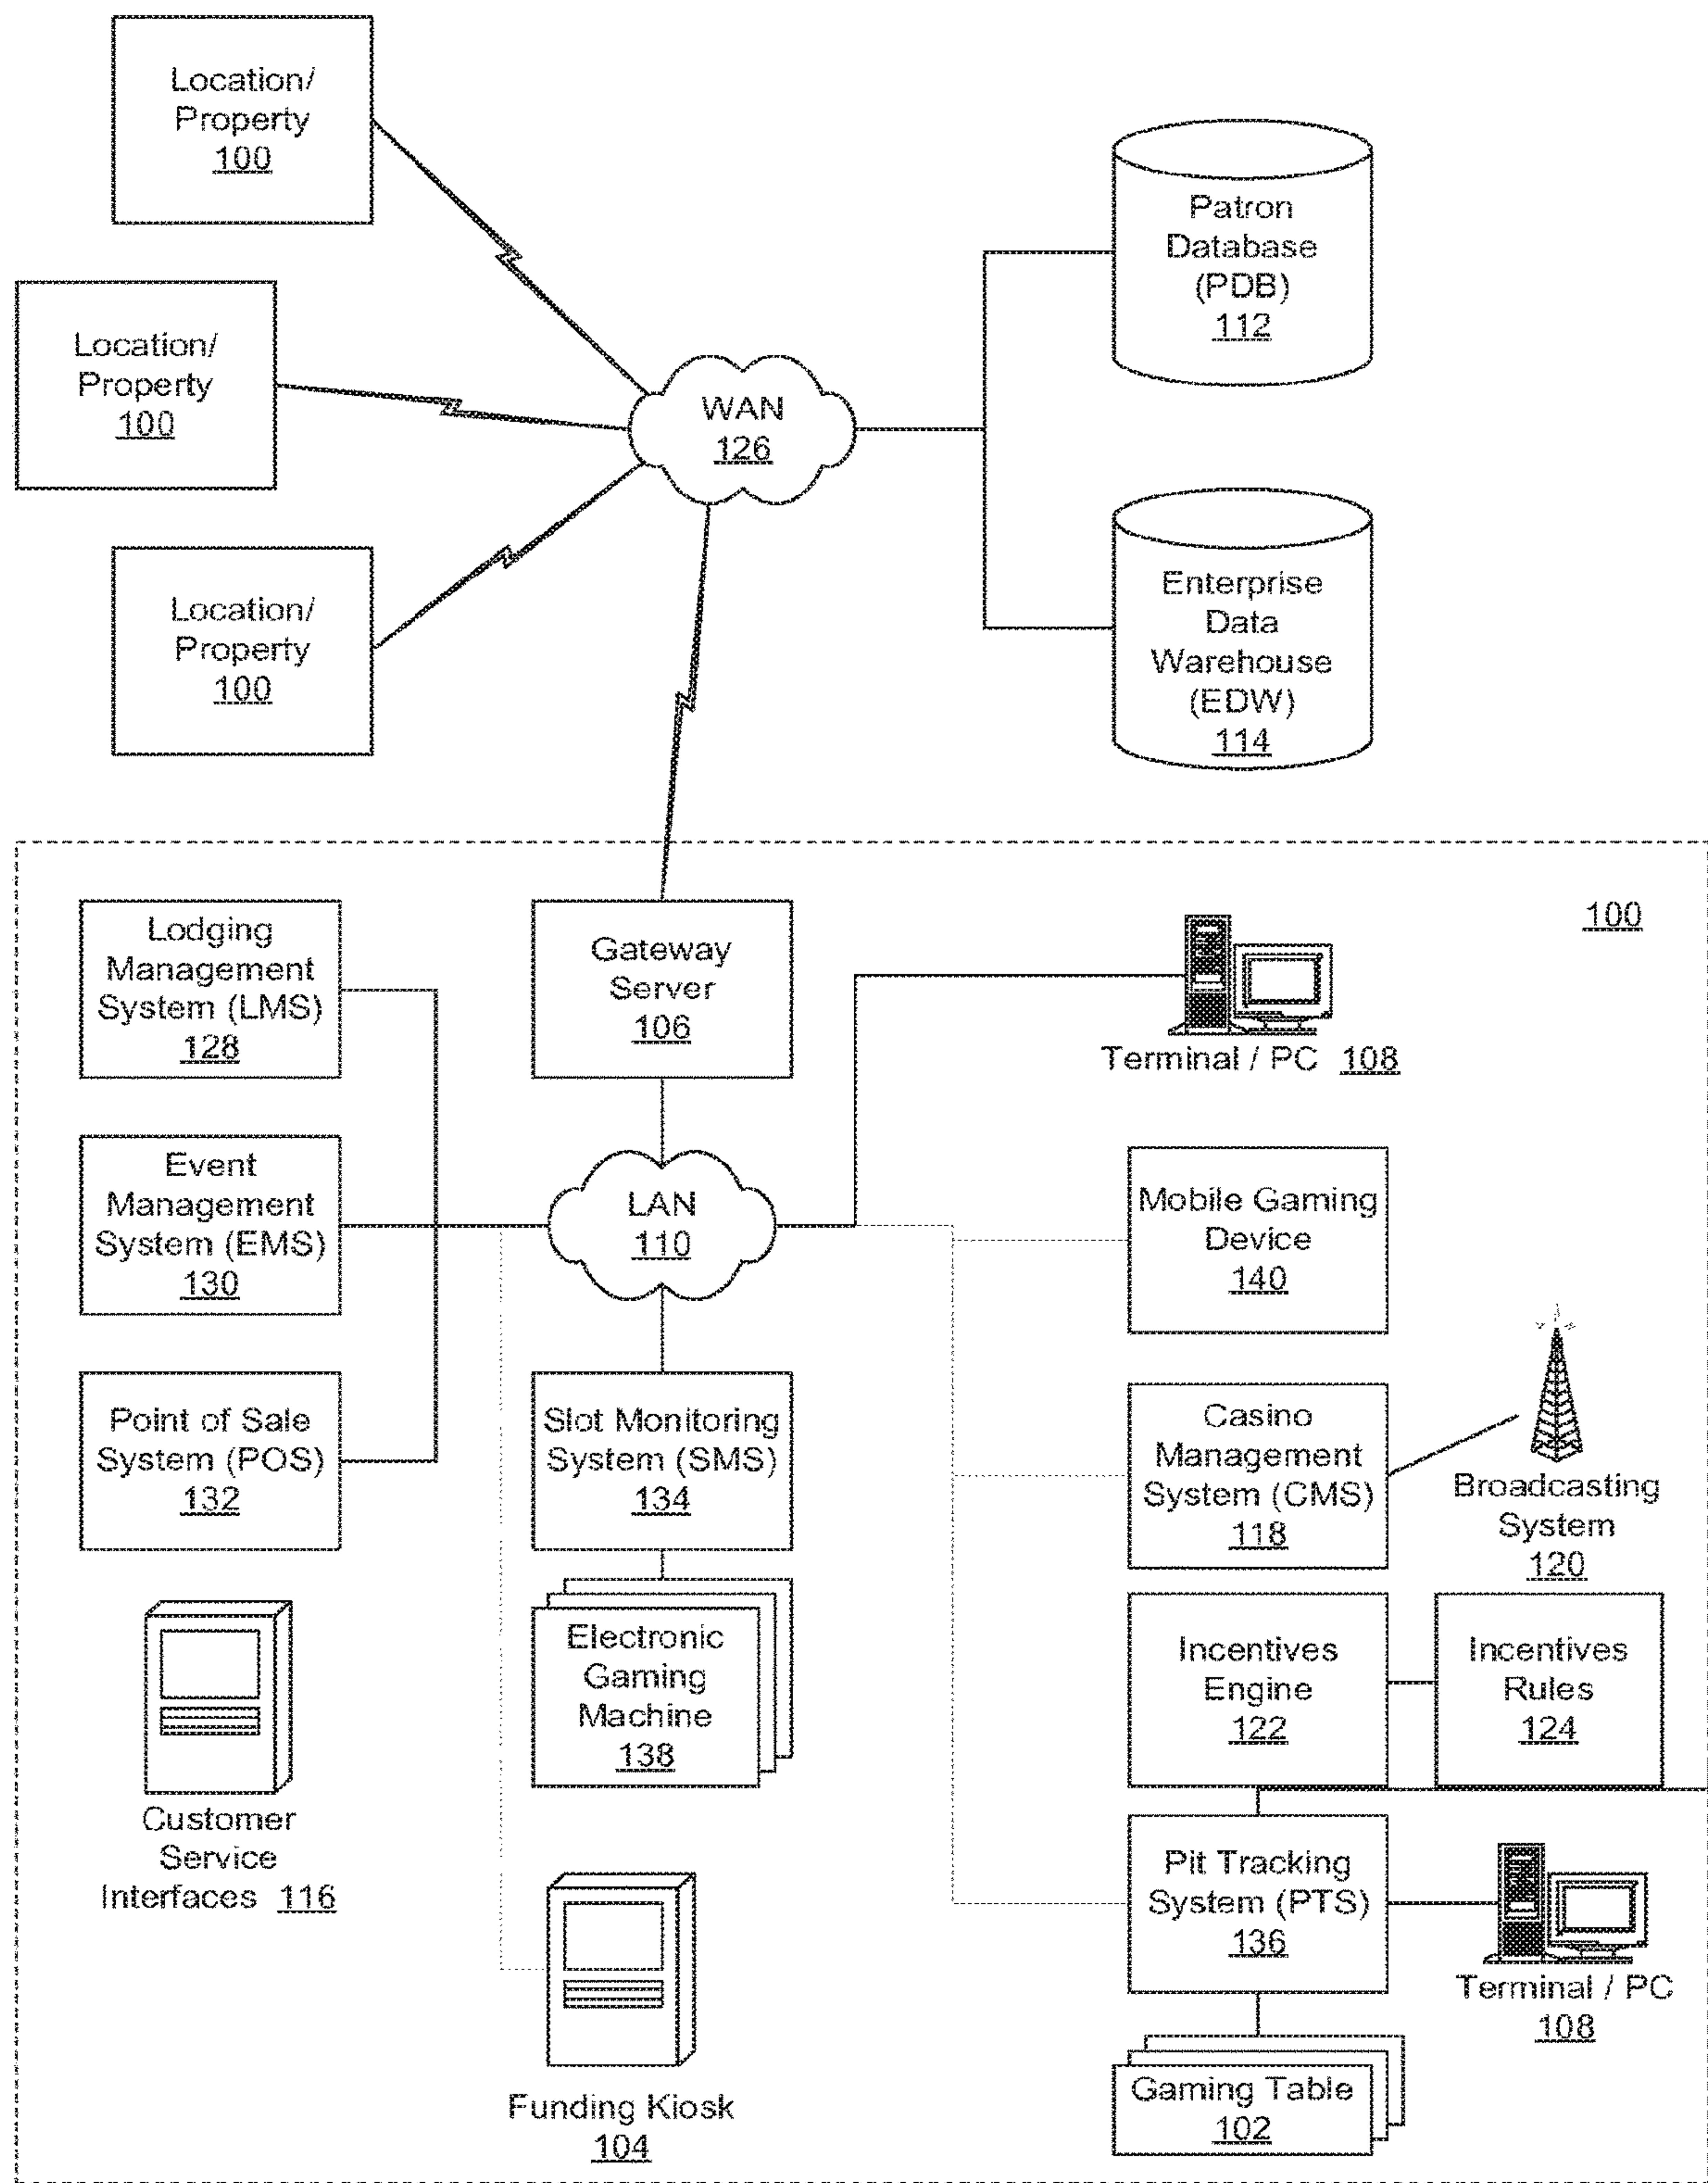 Location/
Property
100
Location/
Property
100
Location/
Property
100
WAN
126
Patron
Database
(PDB)
112
Enterprise
Data
Warehouse
(EDW)
114
100
Lodging
Management
System (LMS)
128
Gateway
Server
106
Terminal / PC 108
Event
Management
System (EMS)
130
LAN
110
Mobile Gaming
Device
140
Point of Sale
System (POS)
132
Slot Monitoring
System (SMS)
134
Casino
Management
System (CMS)
118
Broadcasting
System
120
Electronic
Gaming
Machine
138
Incentives
Engine
122
Incentives
Rules
124
Customer
Service
Interfaces 116
Pit Tracking
System (PTS)
136
Terminal / PC
108
Funding Kiosk
104
Gaming Table
102